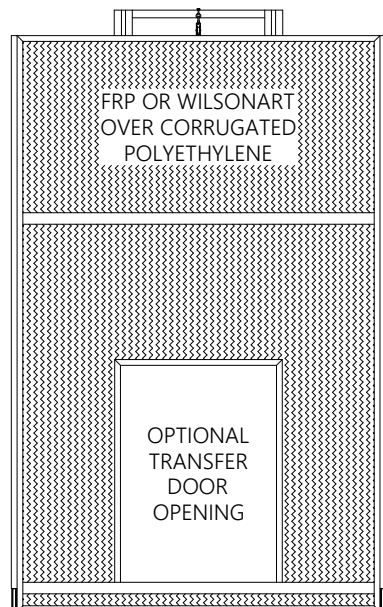 FRP OR WILSONART
OVER CORRUGATED
POLYETHYLENE
OPTIONAL
TRANSFER
DOOR
OPENING